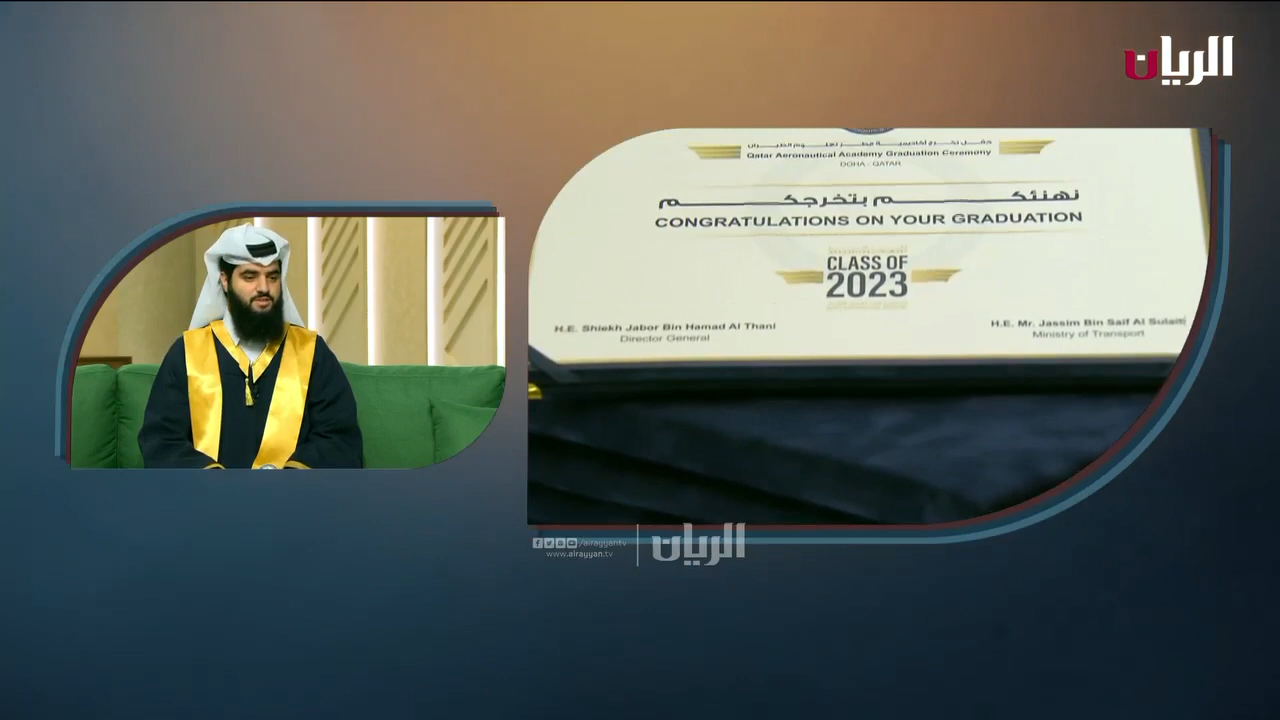 الريان
حفل تخرج أكاديمية قطر لعلوم الطيران
Qatar Aeronautical Academy Graduation Ceremony
DOHA - QATAR
نهنئكم بتخرجكم
CONGRATULATIONS ON YOUR GRADUATION
CLASS OF
2023
H.E. Shiekh Jabor Bin Hamad Al Thani
Director General
H.E. Mr. Jassim Bin Saif Al Sulaiti
Ministry of Transport
/alrayyantv
www.alrayyan.tv
الريان